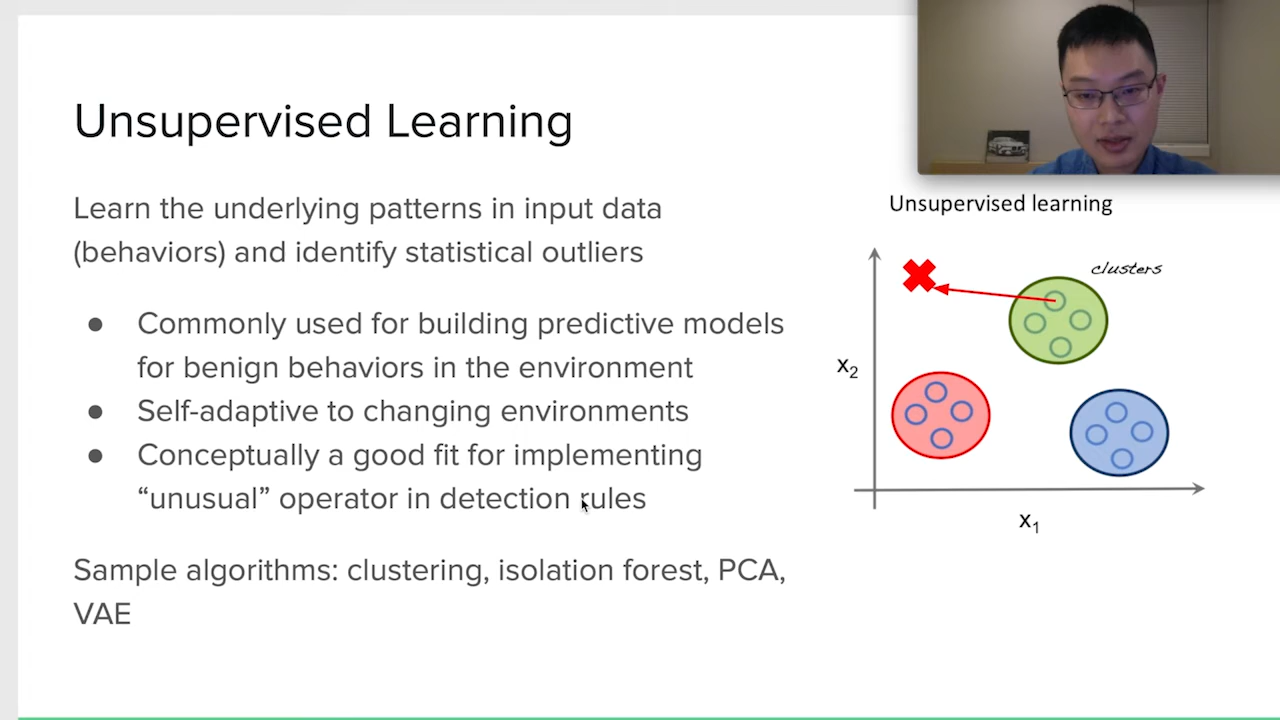 Unsupervised Learning
Learn the underlying patterns in input data
(behaviors) and identify statistical outliers
● Commonly used for building predictive models
for benign behaviors in the environment
● Self-adaptive to changing environments
● Conceptually a good fit for implementing
“unusual” operator in detection rules
Sample algorithms: clustering, isolation forest, PCA,
VAE
Unsupervised learning
clusters
x2
x1